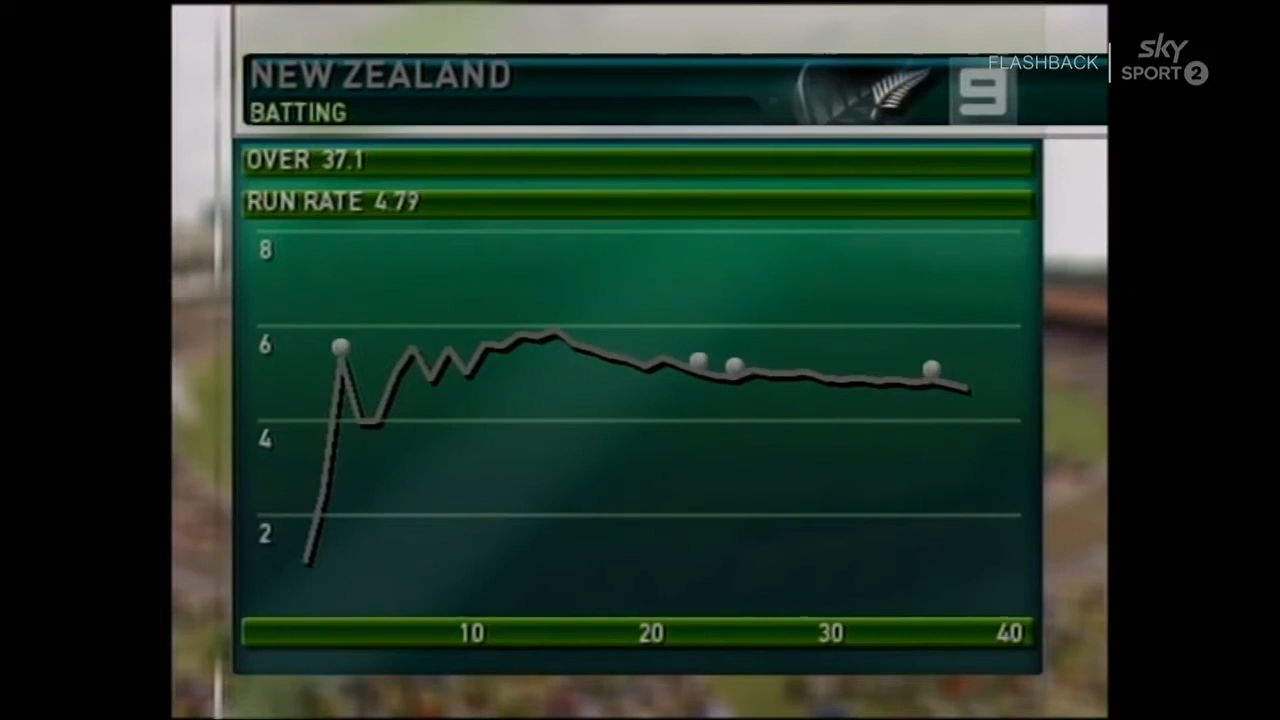 NEW ZEALAND
BATTING
9
FLASHBACK
sky
SPORT 2
OVER 37.1
RUN RATE 4.79
8
6
4
2
10 20 30 40